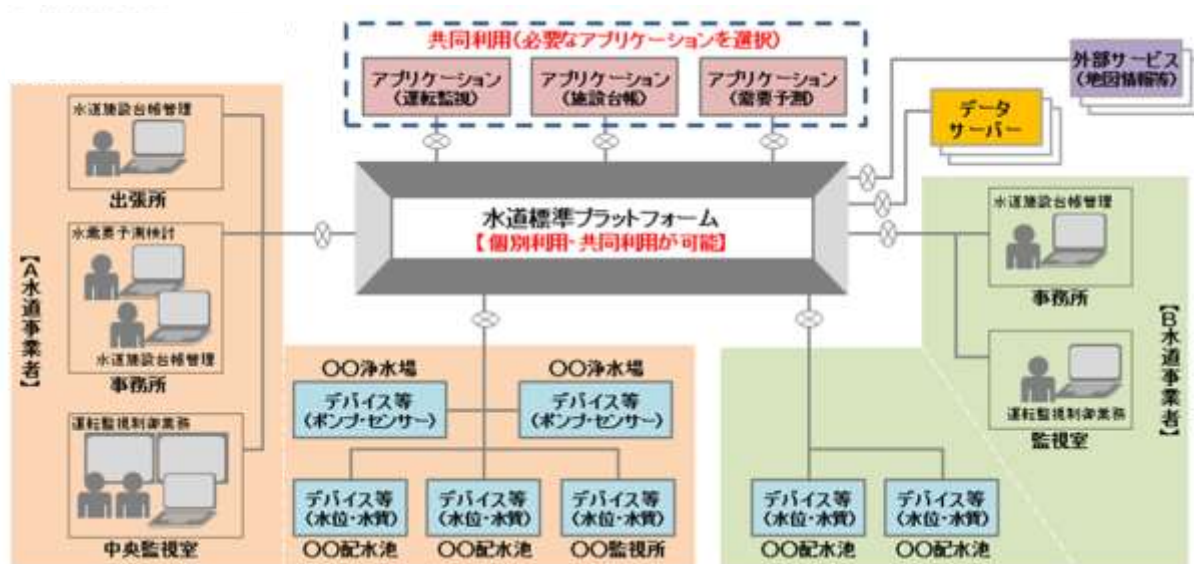 共同利用(必要なアプリケーションを選択)
アプリケーション
(運転監視)
アプリケーション
(施設台帳)
アプリケーション
(需要予測)
外部サービス
(地図情報等)
データ
サーバー
水道標準プラットフォーム
【個別利用・共同利用が可能】
【A水道事業者】
水道施設台帳管理
出張所
水需要予測検討
水道施設台帳管理
事務所
運転監視制御業務
中央監視室
〇〇浄水場
デバイス等
(ポンプ・センサー)
〇〇浄水場
デバイス等
(ポンプ・センサー)
デバイス等
(水位・水質)
〇〇配水池
デバイス等
(水位・水質)
〇〇配水池
デバイス等
(水位・水質)
〇〇監視所
デバイス等
(水位・水質)
〇〇配水池
デバイス等
(水位・水質)
〇〇配水池
水道施設台帳管理
事務所
運転監視制御業務
監視室
【B水道事業者】